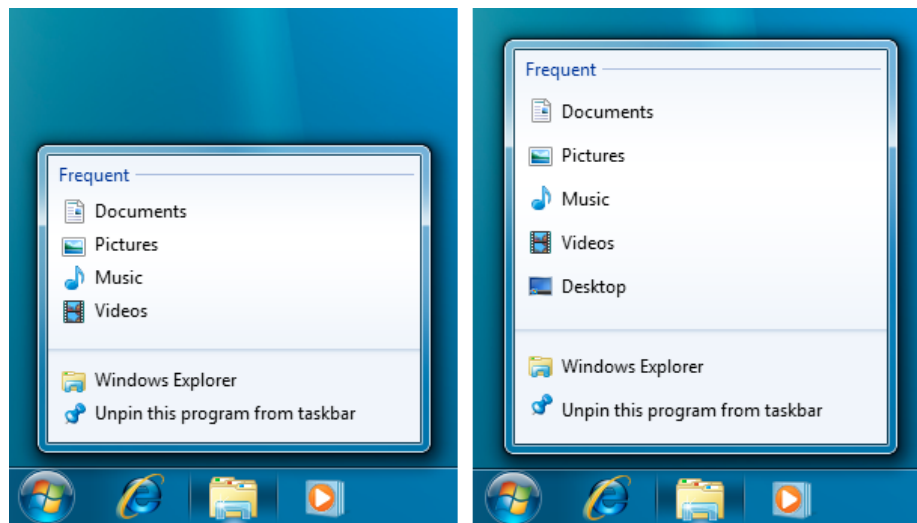 Frequent
Documents
Pictures
Music
Videos
Windows Explorer
Unpin this program from taskbar
Frequent
Documents
Pictures
Music
Videos
Desktop
Windows Explorer
Unpin this program from taskbar